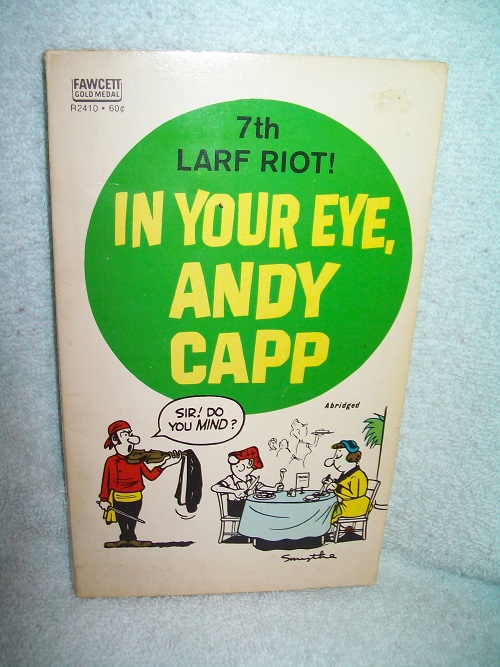 FAWCETT
GOLD MEDAL
R2410 • 60¢
7th
LARF RIOT!
IN YOUR EYE,
ANDY
CAPP
Abridged
SIR! DO
YOU MIND?
Smythe